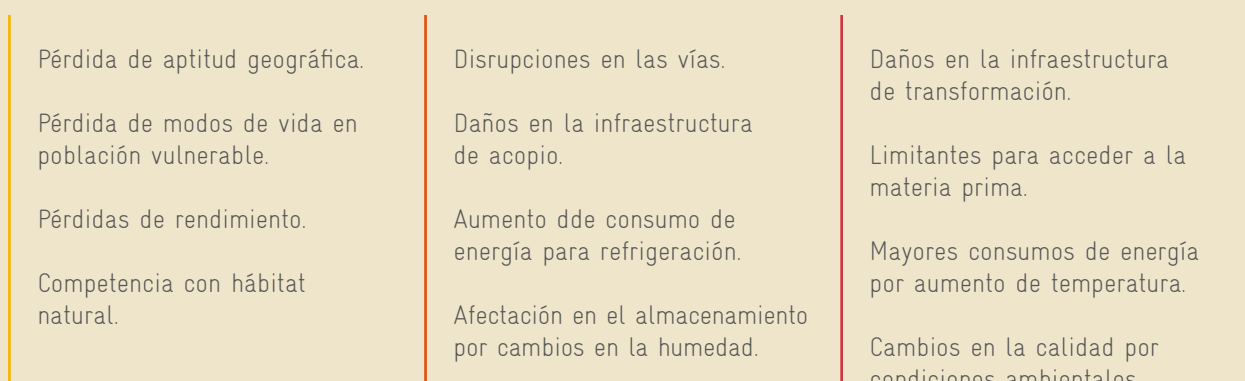 Pérdida de aptitud geográfica.
Pérdida de modos de vida en
población vulnerable.
Pérdidas de rendimiento.
Competencia con hábitat
natural.
Disrupciones en las vías.
Daños en la infraestructura
de acopio.
Aumento dde consumo de
energía para refrigeración.
Afectación en el almacenamiento
por cambios en la humedad.
Daños en la infraestructura
de transformación.
Limitantes para acceder a la
materia prima.
Mayores consumos de energía
por aumento de temperatura.
Cambios en la calidad por
condiciones ambientales